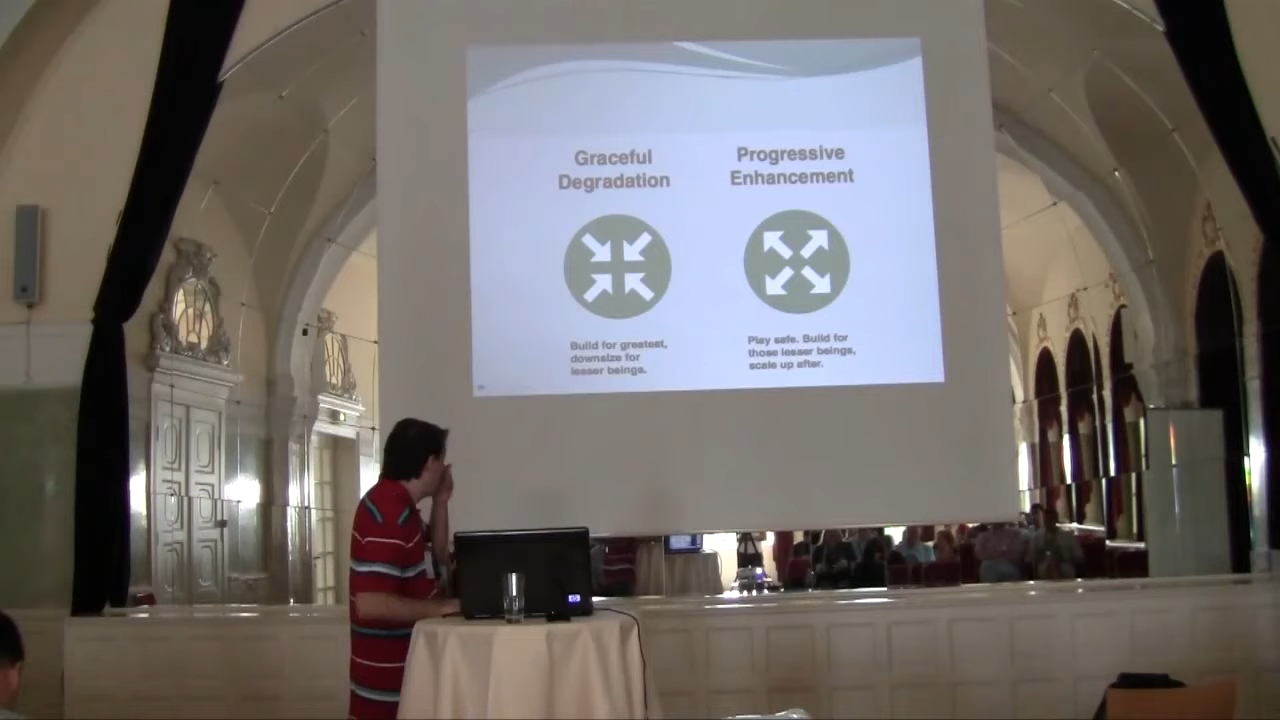 Graceful
Degradation
Build for greatest,
downsize for
lesser beings.
Progressive
Enhancement
Play safe. Build for
those lesser beings,
scale up after.
hp